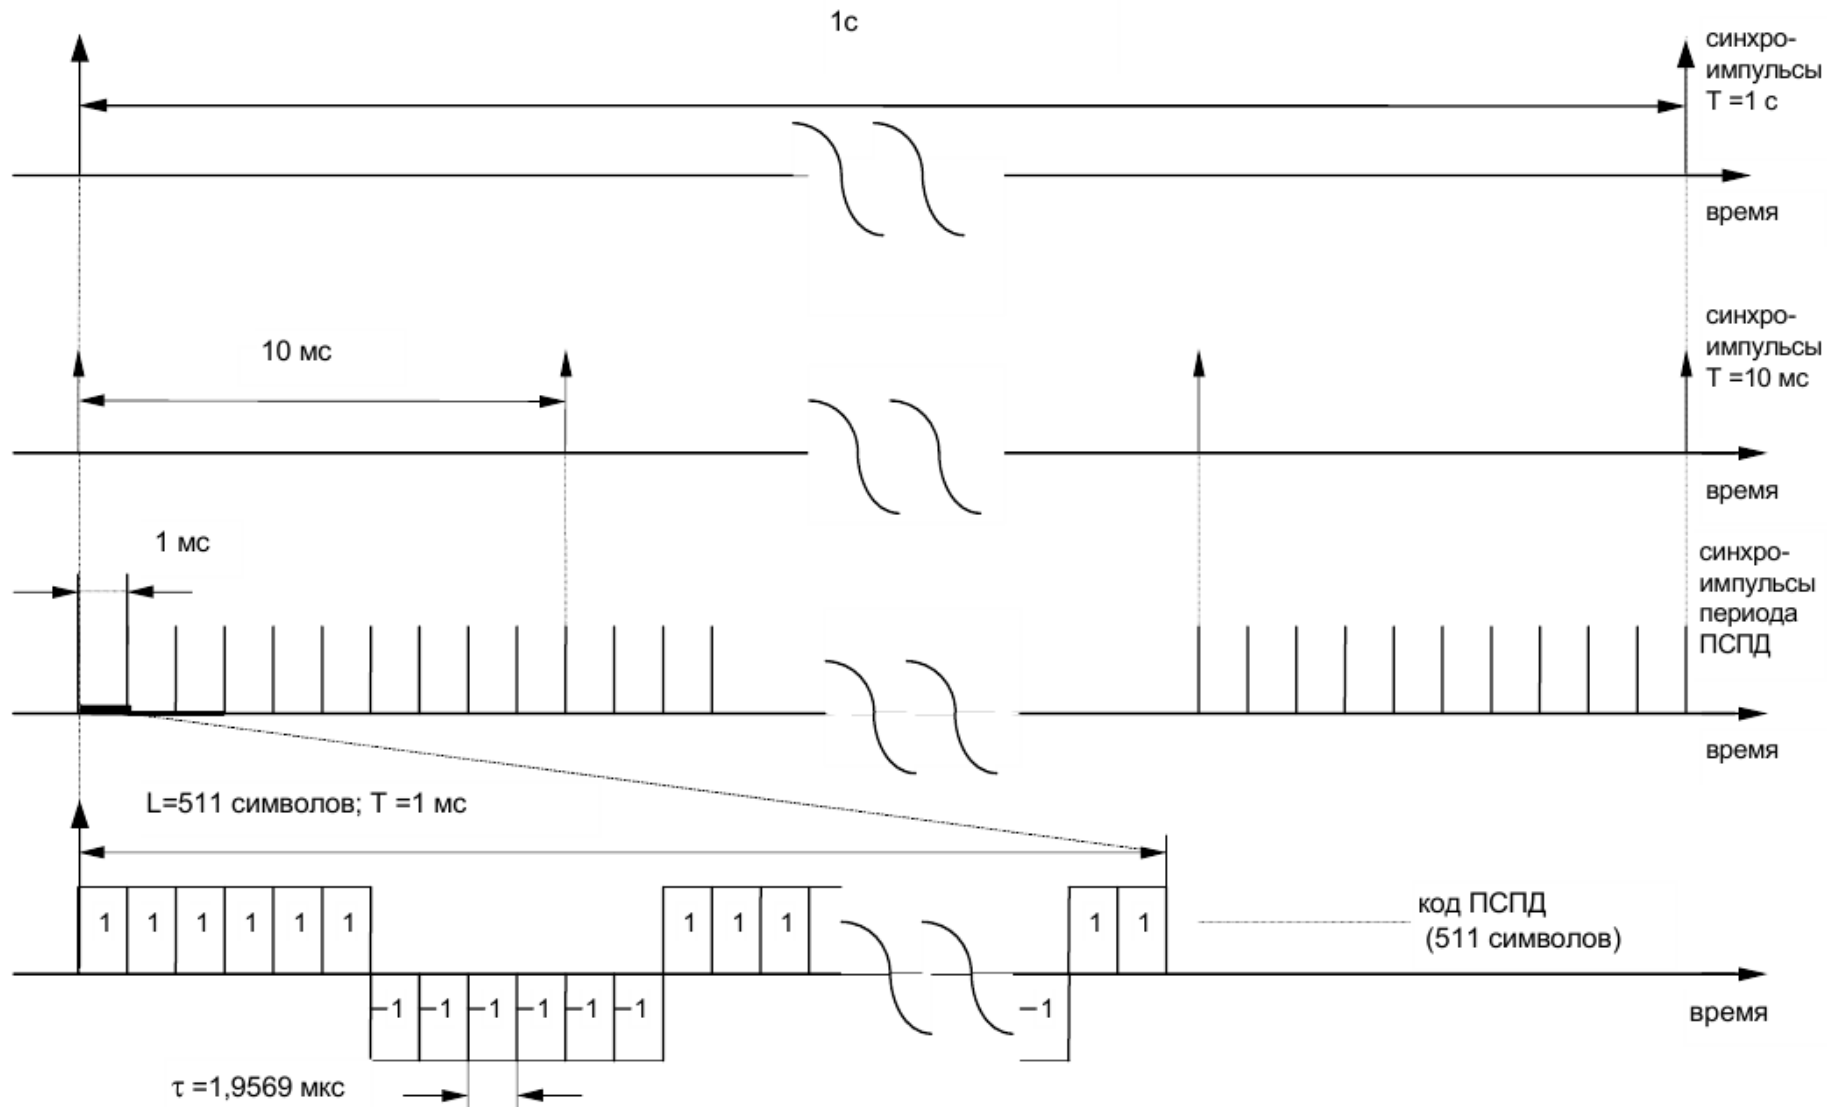 1с
синхро-
импульсы
T =1 с
время
10 мс
синхро-
импульсы
T =10 мс
время
1 мс
синхро-
импульсы
периода
ПСПД
время
L=511 символов; T =1 мс
1 1 1 1 1 1 1 1 1 1 1
код ПСПД
(511 символов)
–1 –1 –1 –1 –1 –1 –1
время
τ =1,9569 мкс